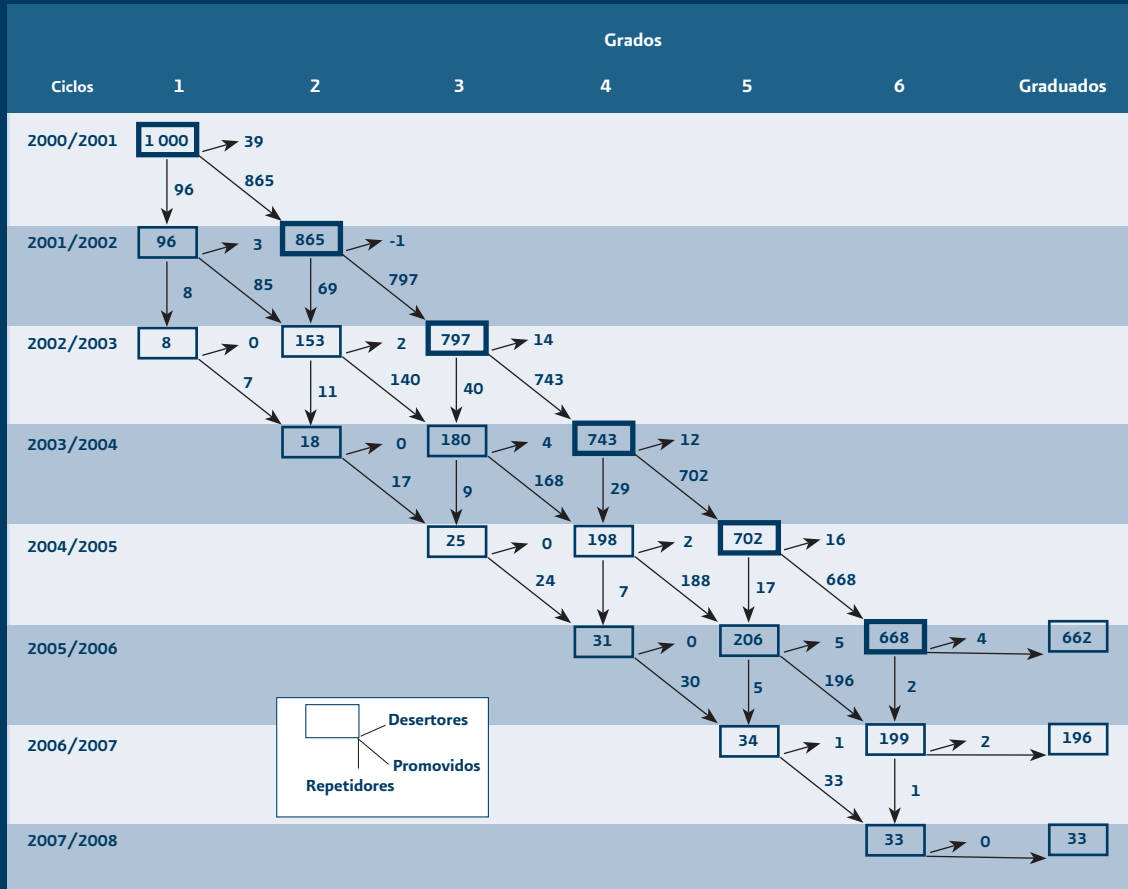 Grados
Ciclos 1 2 3 4 5 6 Graduados
2000/2001 1 000 39
96 865
2001/2002 96 3 865 -1
8 85 69 797
2002/2003 8 0 153 2 797 14
7 11 140 40 743
2003/2004 18 0 180 4 743 12
17 9 168 29 702
2004/2005 25 0 198 2 702 16
24 7 188 17 668
2005/2006 31 0 206 5 668 4 662
30 5 196 2
2006/2007 34 1 199 2 196
33 1
2007/2008 33 0 33
Desertores
Promovidos
Repetidores